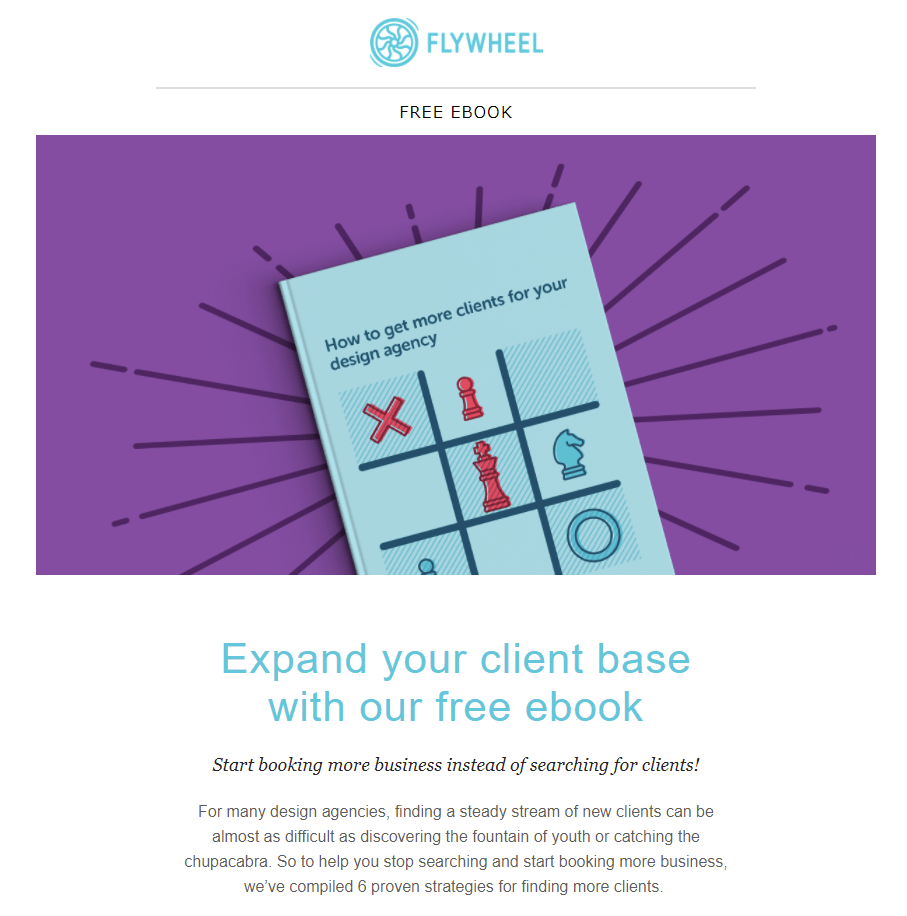 FLYWHEEL
FREE EBOOK
How to get more clients for your
design agency
Expand your client base
with our free ebook
Start booking more business instead of searching for clients!
For many design agencies, finding a steady stream of new clients can be
almost as difficult as discovering the fountain of youth or catching the
chupacabra. So to help you stop searching and start booking more business,
we’ve compiled 6 proven strategies for finding more clients.